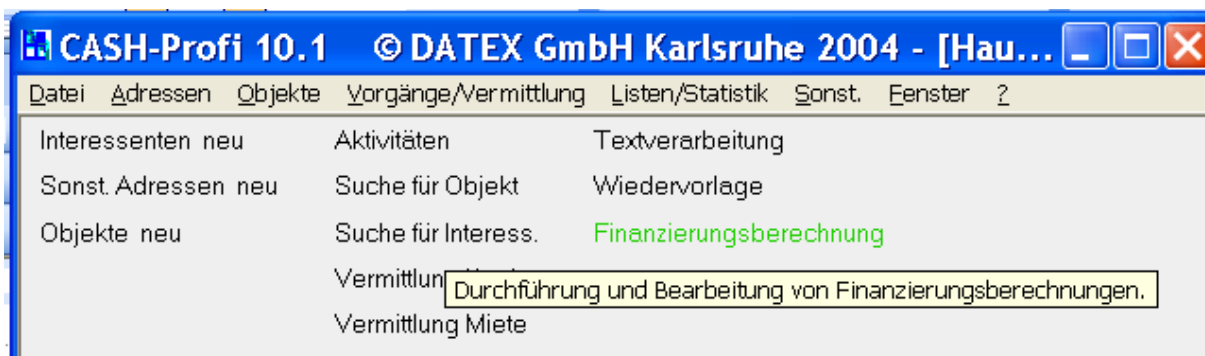 CASH-Profi 10.1 © DATEX GmbH Karlsruhe 2004 - [Hau...
Datei Adressen Objekte Vorgänge/Vermittlung Listen/Statistik Sonst. Fenster ?
Interessenten neu Aktivitäten Textverarbeitung
Sonst. Adressen neu Suche für Objekt Wiedervorlage
Objekte neu Suche für Interess. Finanzierungsberechnung
Durchführung und Bearbeitung von Finanzierungsberechnungen.
Vermittlung Miete